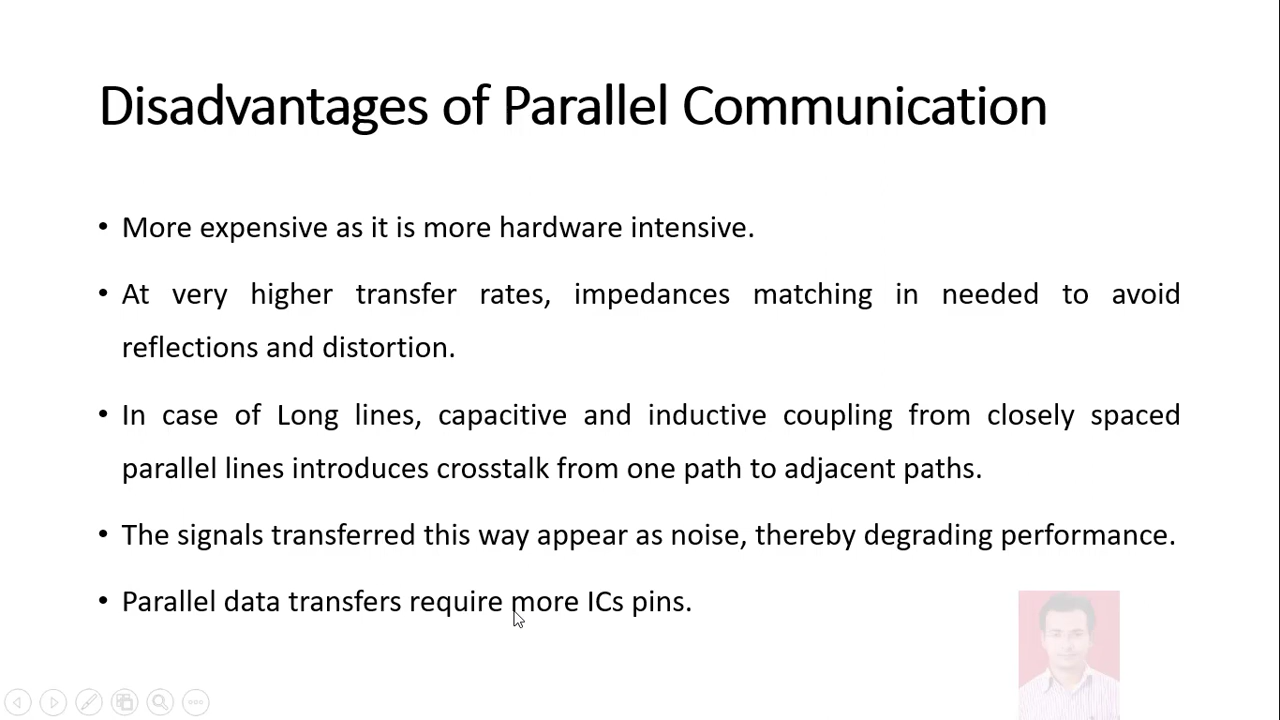 Disadvantages of Parallel Communication
• More expensive as it is more hardware intensive.
• At very higher transfer rates, impedances matching in needed to avoid
reflections and distortion.
• In case of Long lines, capacitive and inductive coupling from closely spaced
parallel lines introduces crosstalk from one path to adjacent paths.
• The signals transferred this way appear as noise, thereby degrading performance.
• Parallel data transfers require more ICs pins.